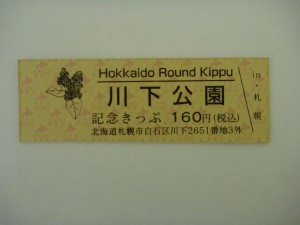 Hokkaido Round Kippu
川下公園
記念きっぷ 160円(税込)
北海道札幌市白石区川下2651番地3外
in・札幌